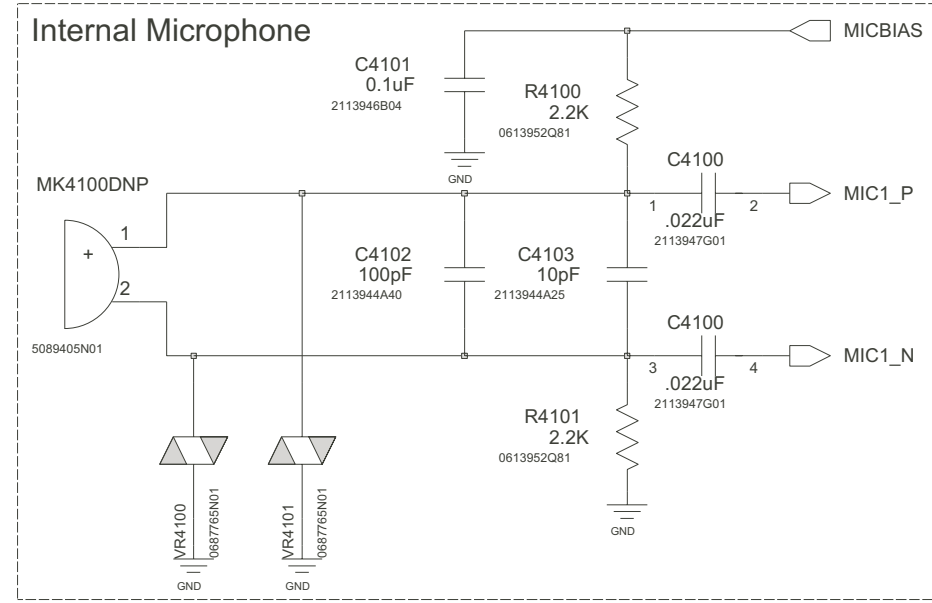 Internal Microphone
MICBIAS
C4101
0.1uF
2113946B04
R4100
2.2K
0613952Q81
GND
C4100
MK4100DNP
1
2
MIC1_P
.022uF
2113947G01
1
+
2
5089405N01
C4102
100pF
2113944A40
C4103
10pF
2113944A25
C4100
3
4
MIC1_N
.022uF
2113947G01
R4101
2.2K
0613952Q81
GND
VR4100
0687765N01
GND
VR4101
0687765N01
GND